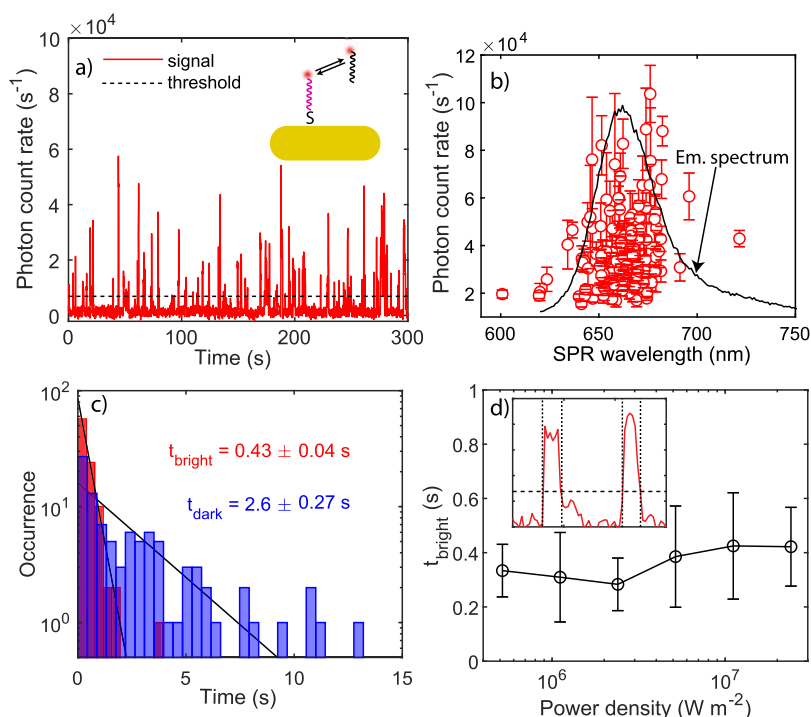 × 10⁴
a)
signal
threshold
Photon count rate (s⁻¹)
10
8
6
4
2
0
0 100 200 300
Time (s)
× 10⁴
b)
Em. spectrum
Photon count rate (s⁻¹)
12
10
8
6
4
2
600 650 700 750
SPR wavelength (nm)
c)
t_bright = 0.43 ± 0.04 s
t_dark = 2.6 ± 0.27 s
Occurrence
10²
10¹
10⁰
0 5 10 15
Time (s)
d)
t_bright (s)
1
0.8
0.6
0.4
0.2
0
10⁶ 10⁷
Power density (W m⁻²)